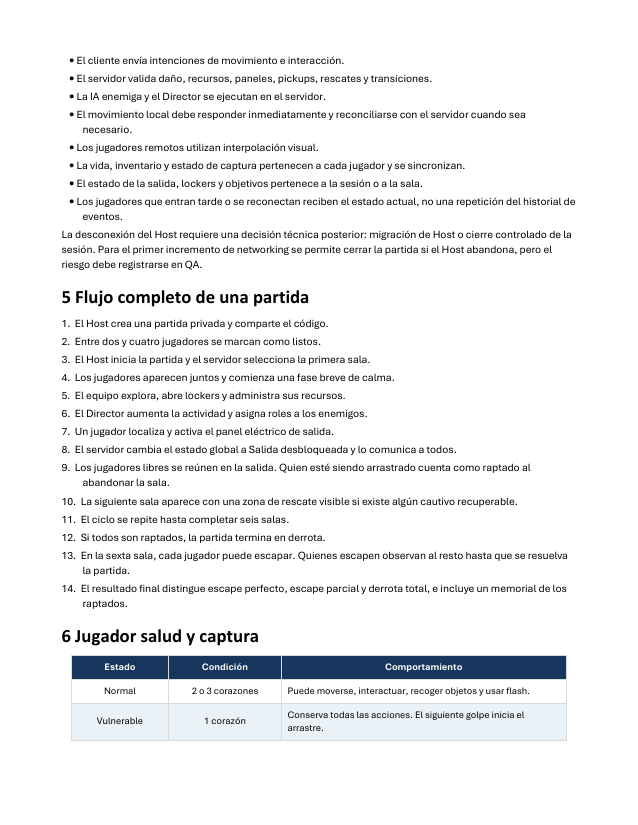 • El cliente envía intenciones de movimiento e interacción.
• El servidor valida daño, recursos, paneles, pickups, rescates y transiciones.
• La IA enemiga y el Director se ejecutan en el servidor.
• El movimiento local debe responder inmediatamente y reconciliarse con el servidor cuando sea
necesario.
• Los jugadores remotos utilizan interpolación visual.
• La vida, inventario y estado de captura pertenecen a cada jugador y se sincronizan.
• El estado de la salida, lockers y objetivos pertenece a la sesión o a la sala.
• Los jugadores que entran tarde o se reconectan reciben el estado actual, no una repetición del historial de
eventos.
La desconexión del Host requiere una decisión técnica posterior: migración de Host o cierre controlado de la
sesión. Para el primer incremento de networking se permite cerrar la partida si el Host abandona, pero el
riesgo debe registrarse en QA.
5 Flujo completo de una partida
1. El Host crea una partida privada y comparte el código.
2. Entre dos y cuatro jugadores se marcan como listos.
3. El Host inicia la partida y el servidor selecciona la primera sala.
4. Los jugadores aparecen juntos y comienza una fase breve de calma.
5. El equipo explora, abre lockers y administra sus recursos.
6. El Director aumenta la actividad y asigna roles a los enemigos.
7. Un jugador localiza y activa el panel eléctrico de salida.
8. El servidor cambia el estado global a Salida desbloqueada y lo comunica a todos.
9. Los jugadores libres se reúnen en la salida. Quien esté siendo arrastrado cuenta como raptado al
abandonar la sala.
10. La siguiente sala aparece con una zona de rescate visible si existe algún cautivo recuperable.
11. El ciclo se repite hasta completar seis salas.
12. Si todos son raptados, la partida termina en derrota.
13. En la sexta sala, cada jugador puede escapar. Quienes escapen observan al resto hasta que se resuelva
la partida.
14. El resultado final distingue escape perfecto, escape parcial y derrota total, e incluye un memorial de los
raptados.
6 Jugador salud y captura
Estado Condición Comportamiento
Normal 2 o 3 corazones Puede moverse, interactuar, recoger objetos y usar flash.
Vulnerable 1 corazón Conserva todas las acciones. El siguiente golpe inicia el
arrastre.